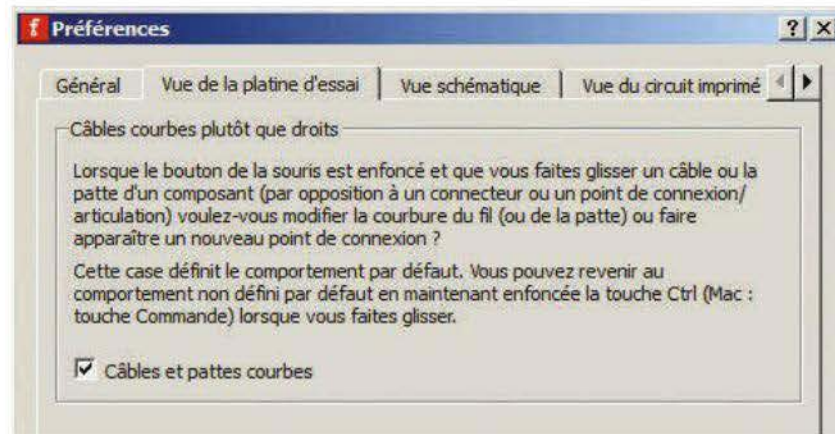 f Préférences ? X
Général Vue de la platine d'essai Vue schématique Vue du circuit imprimé
Câbles courbes plutôt que droits
Lorsque le bouton de la souris est enfoncé et que vous faites glisser un câble ou la
patte d'un composant (par opposition à un connecteur ou un point de connexion/
articulation) voulez-vous modifier la courbure du fil (ou de la patte) ou faire
apparaître un nouveau point de connexion ?
Cette case définit le comportement par défaut. Vous pouvez revenir au
comportement non défini par défaut en maintenant enfoncée la touche Ctrl (Mac :
touche Commande) lorsque vous faites glisser.
Câbles et pattes courbes